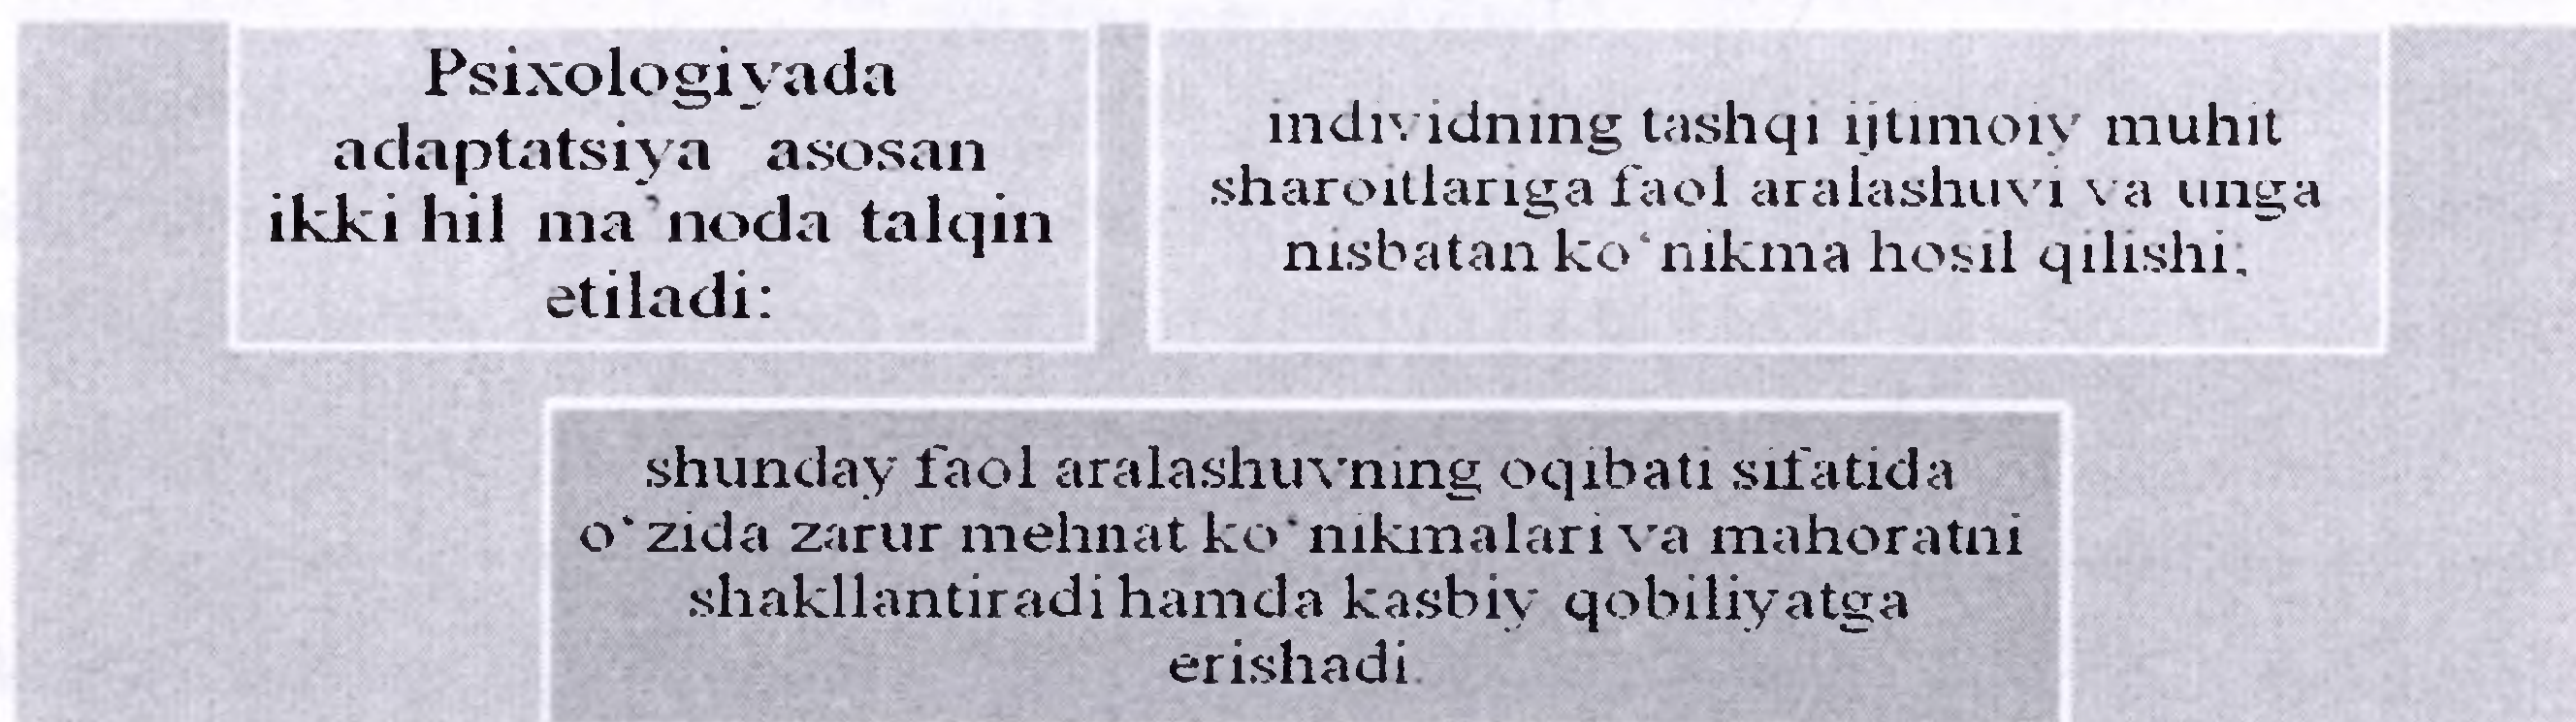 Psixologiyada
adaptatsiya asosan
ikki hil ma'noda talqin
etiladi:
individning tashqi ijtimoiy muhit
sharoitlariga faol aralashuvi va unga
nisbatan ko‘nikma hosil qilishi;
shunday faol aralashuvning oqibati sifatida
o‘zida zarur mehnat ko‘nikmalari va mahoratni
shakllantiradi hamda kasbiy qobiliyatga
erishadi.